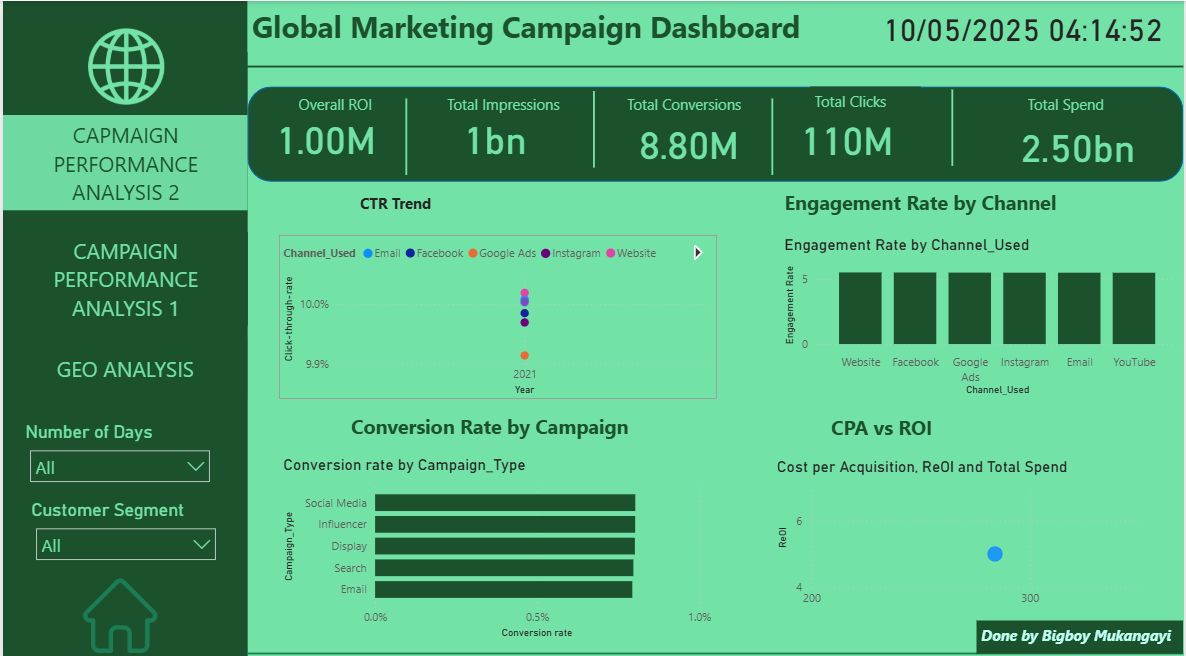 Global Marketing Campaign Dashboard
10/05/2025 04:14:52
CAPMAIGN
PERFORMANCE
ANALYSIS 2
CAMPAIGN
PERFORMANCE
ANALYSIS 1
GEO ANALYSIS
Number of Days
All
Customer Segment
All
Overall ROI
1.00M
Total Impressions
1bn
Total Conversions
8.80M
Total Clicks
110M
Total Spend
2.50bn
CTR Trend
Channel_Used Email Facebook Google Ads Instagram Website
Click-through-rate
10.0%
9.9%
2021
Year
Engagement Rate by Channel
Engagement Rate by Channel_Used
Engagement Rate
5
0
Website Facebook Google Ads Instagram Email YouTube
Channel_Used
Conversion Rate by Campaign
Conversion rate by Campaign_Type
Campaign_Type
Social Media
Influencer
Display
Search
Email
0.0% 0.5% 1.0%
Conversion rate
CPA vs ROI
Cost per Acquisition, ReOI and Total Spend
ReOI
6
4
200 300
Done by Bigboy Mukangayi